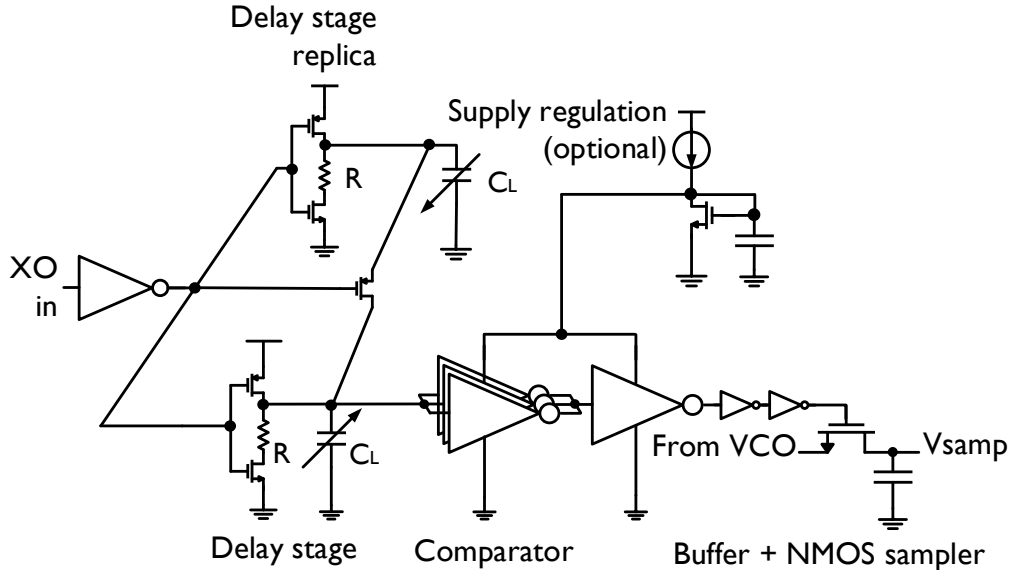 Delay stage
replica
Supply regulation
(optional)
R
CL
XO
in
R
CL
From VCO
Vsamp
Delay stage
Comparator
Buffer + NMOS sampler